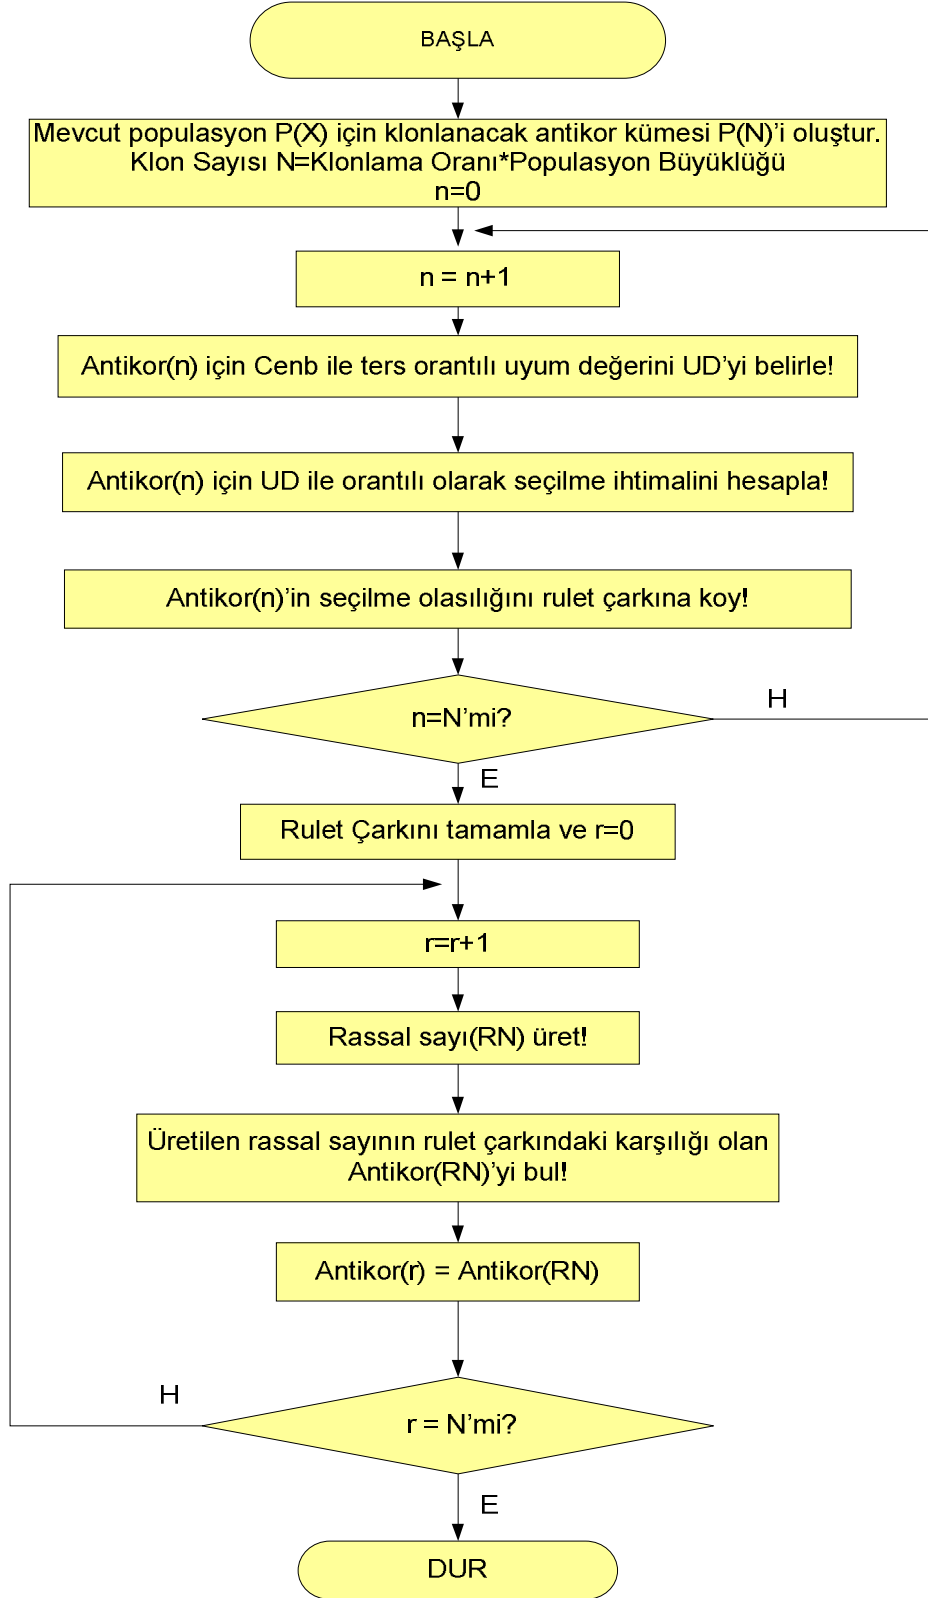 BAŞLA
Mevcut populasyon P(X) için klonlanacak antikor kümesi P(N)’i oluştur.
Klon Sayısı N=Klonlama Oranı*Populasyon Büyüklüğü
n=0
n = n+1
Antikor(n) için Cenb ile ters orantılı uyum değerini UD’yi belirle!
Antikor(n) için UD ile orantılı olarak seçilme ihtimalini hesapla!
Antikor(n)’in seçilme olasılığını rulet çarkına koy!
n=N’mi?
H
E
Rulet Çarkını tamamla ve r=0
r=r+1
Rassal sayı(RN) üret!
Üretilen rassal sayının rulet çarkındaki karşılığı olan
Antikor(RN)’yi bul!
Antikor(r) = Antikor(RN)
H
r = N’mi?
E
DUR